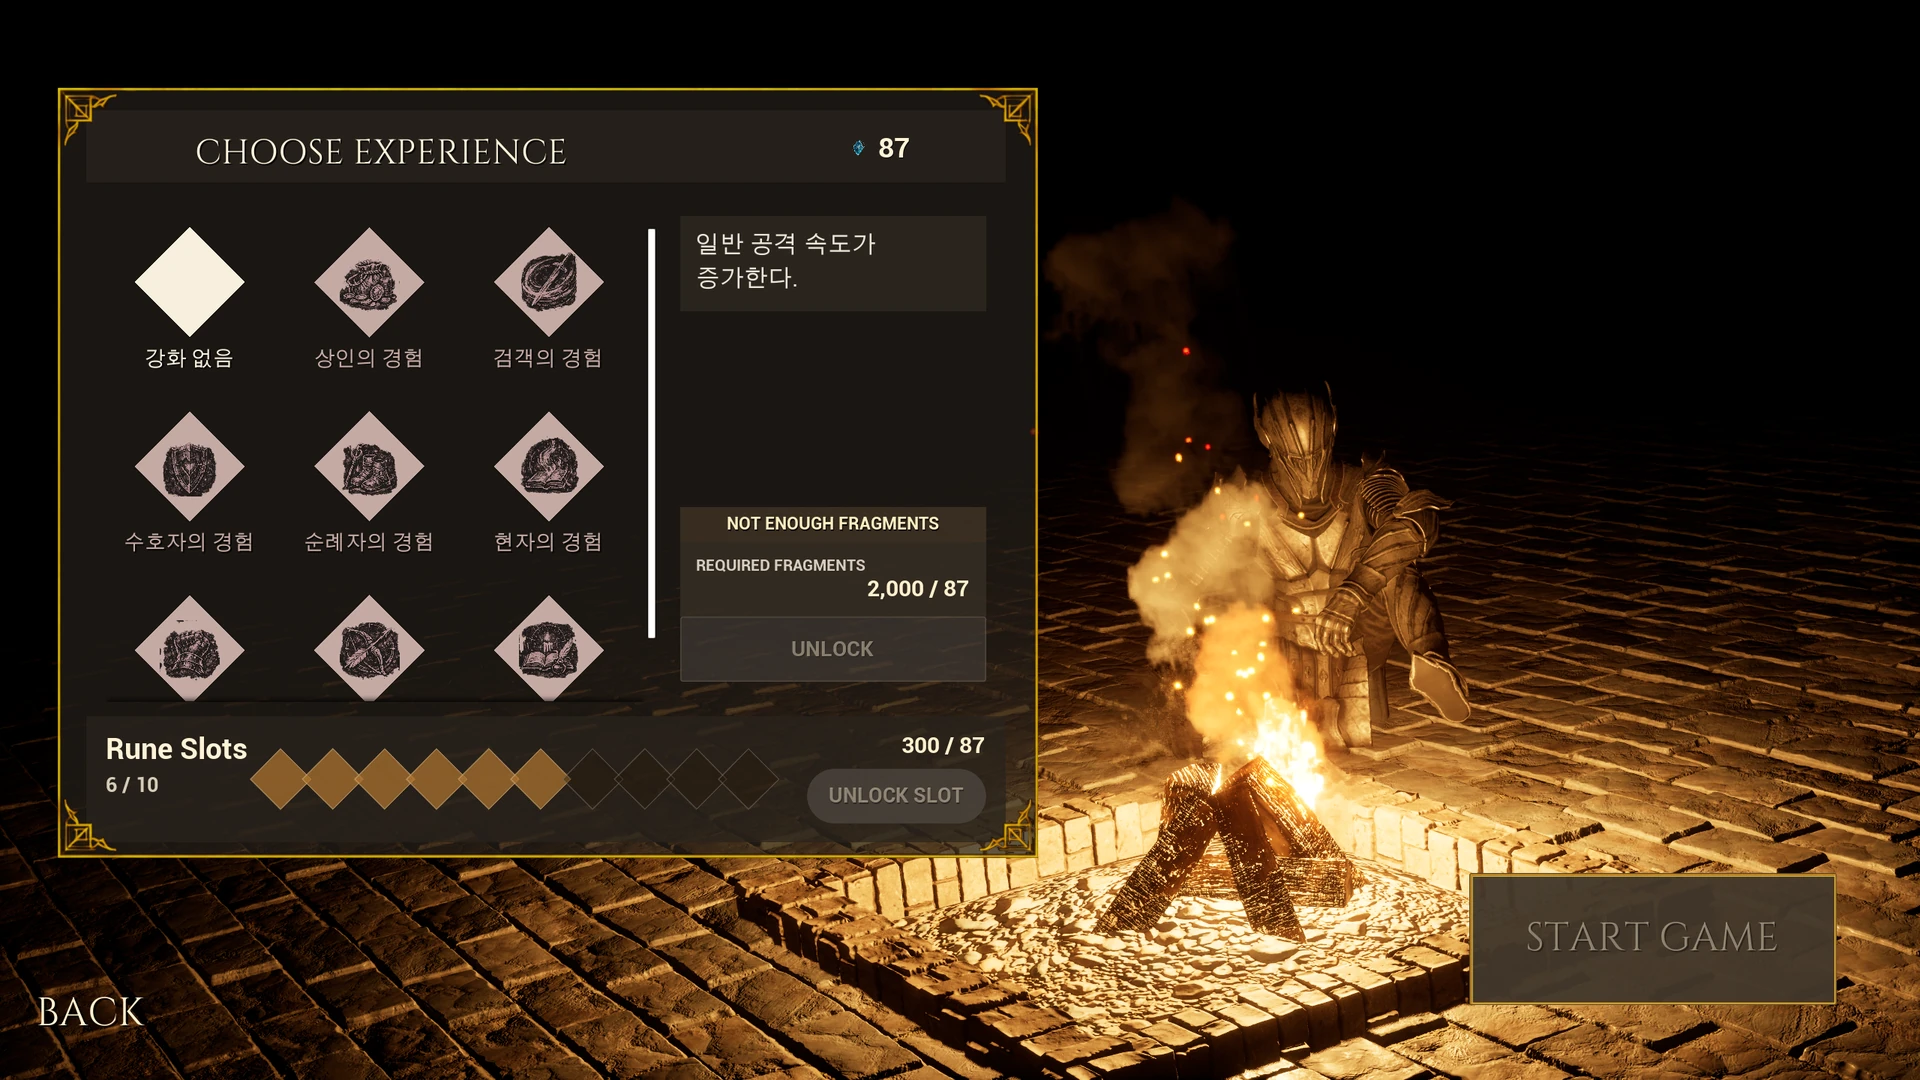 CHOOSE EXPERIENCE
87
강화 없음
상인의 경험
검객의 경험
수호자의 경험
순례자의 경험
현자의 경험
일반 공격 속도가
증가한다.
NOT ENOUGH FRAGMENTS
REQUIRED FRAGMENTS
2,000 / 87
UNLOCK
Rune Slots
6 / 10
300 / 87
UNLOCK SLOT
START GAME
BACK